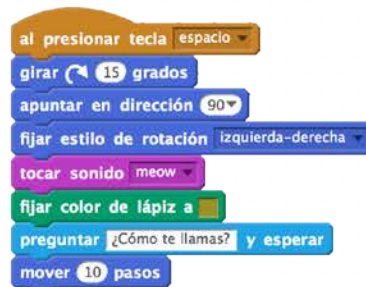 al presionar tecla espacio
girar 15 grados
apuntar en dirección 90
fijar estilo de rotación izquierda-derecha
tocar sonido meow
fijar color de lápiz a
preguntar ¿Cómo te llamas? y esperar
mover 10 pasos